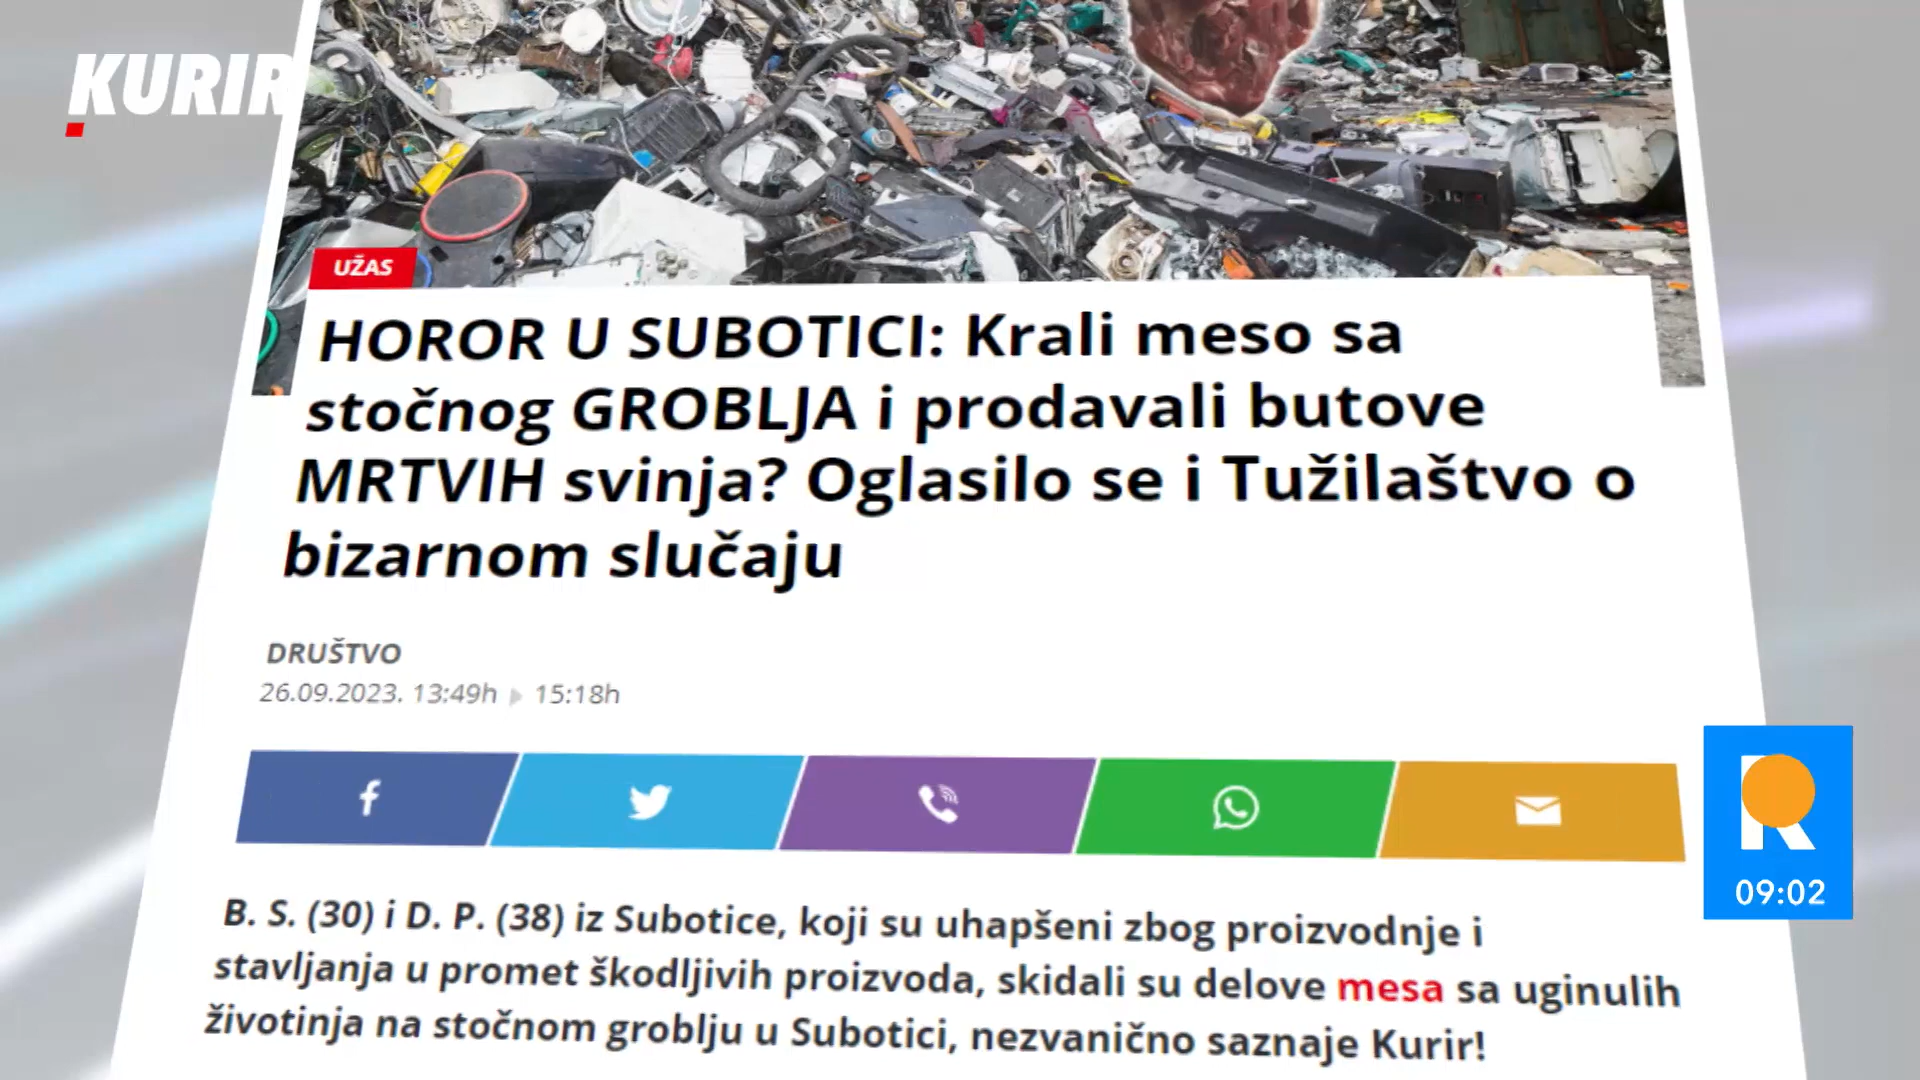 KURIR
UŽAS
HOROR U SUBOTICI: Krali meso sa
stočnog GROBLJA i prodavali butove
MRTVIH svinja? Oglasilo se i Tužilaštvo o
bizarnom slučaju
DRUŠTVO
26.09.2023. 13:49h 15:18h
R
09:02
B. S. (30) i D. P. (38) iz Subotice, koji su uhapšeni zbog proizvodnje i
stavljanja u promet škodljivih proizvoda, skidali su delove mesa sa uginulih
životinja na stočnom groblju u Subotici, nezvanično saznaje Kurir!